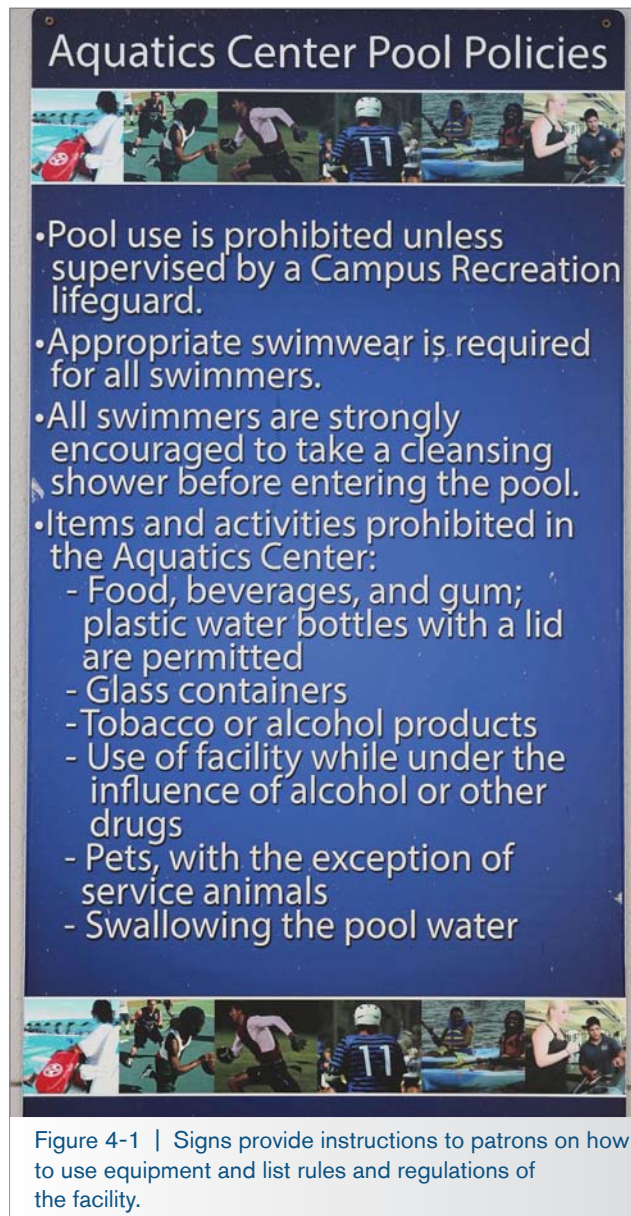 Aquatics Center Pool Policies
11
•Pool use is prohibited unless
supervised by a Campus Recreation
lifeguard.
•Appropriate swimwear is required
for all swimmers.
•All swimmers are strongly
encouraged to take a cleansing
shower before entering the pool.
•Items and activities prohibited in
the Aquatics Center:
- Food, beverages, and gum;
plastic water bottles with a lid
are permitted
- Glass containers
-Tobacco or alcohol products
- Use of facility while under the
influence of alcohol or other
drugs
- Pets, with the exception of
service animals
- Swallowing the pool water
11
Figure 4-1 | Signs provide instructions to patrons on how
to use equipment and list rules and regulations of
the facility.